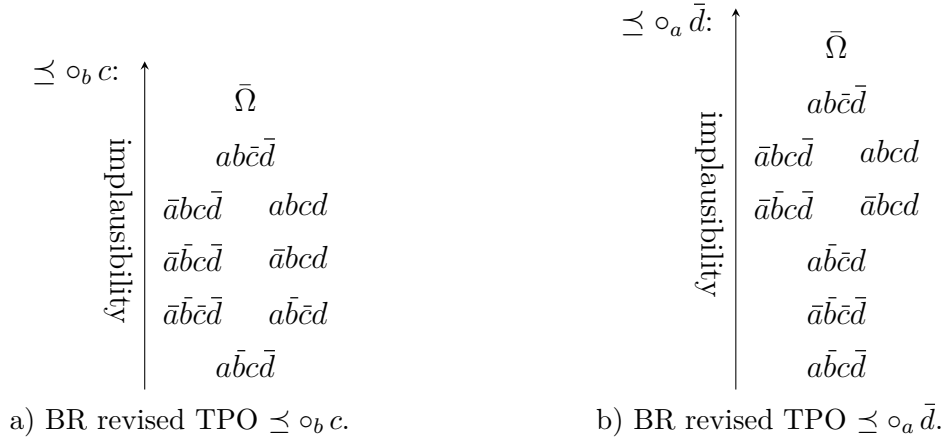 ⪯ ∘_b c:
implausibility
Ω̄
abc̄d̄
ābcd̄ abcd
āb̄cd̄ ābcd
āb̄c̄d̄ ab̄c̄d
ab̄cd̄
a) BR revised TPO ⪯ ∘_b c.
⪯ ∘_a d̄:
implausibility
Ω̄
abc̄d̄
ābcd̄ abcd
āb̄cd̄ ābcd
ab̄c̄d
āb̄c̄d̄
ab̄cd̄
b) BR revised TPO ⪯ ∘_a d̄.